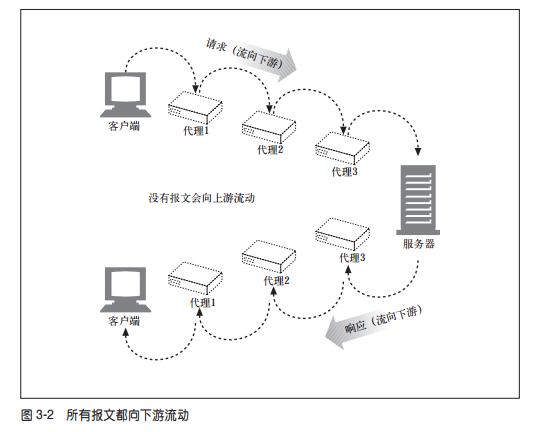 请求（流向下游）
客户端
代理1
代理2
代理3
没有报文会向上游流动
服务器
代理3
代理2
代理1
客户端
响应（流向下游）
图 3-2 所有报文都向下游流动